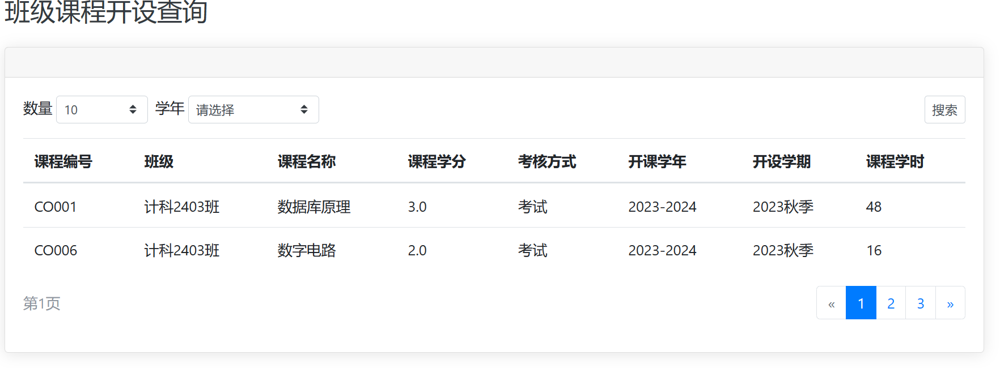 班级课程开设查询
数量 10 学年 请选择 搜索
课程编号 班级 课程名称 课程学分 考核方式 开课学年 开设学期 课程学时
CO001 计科2403班 数据库原理 3.0 考试 2023-2024 2023秋季 48
CO006 计科2403班 数字电路 2.0 考试 2023-2024 2023秋季 16
第1页 « 1 2 3 »